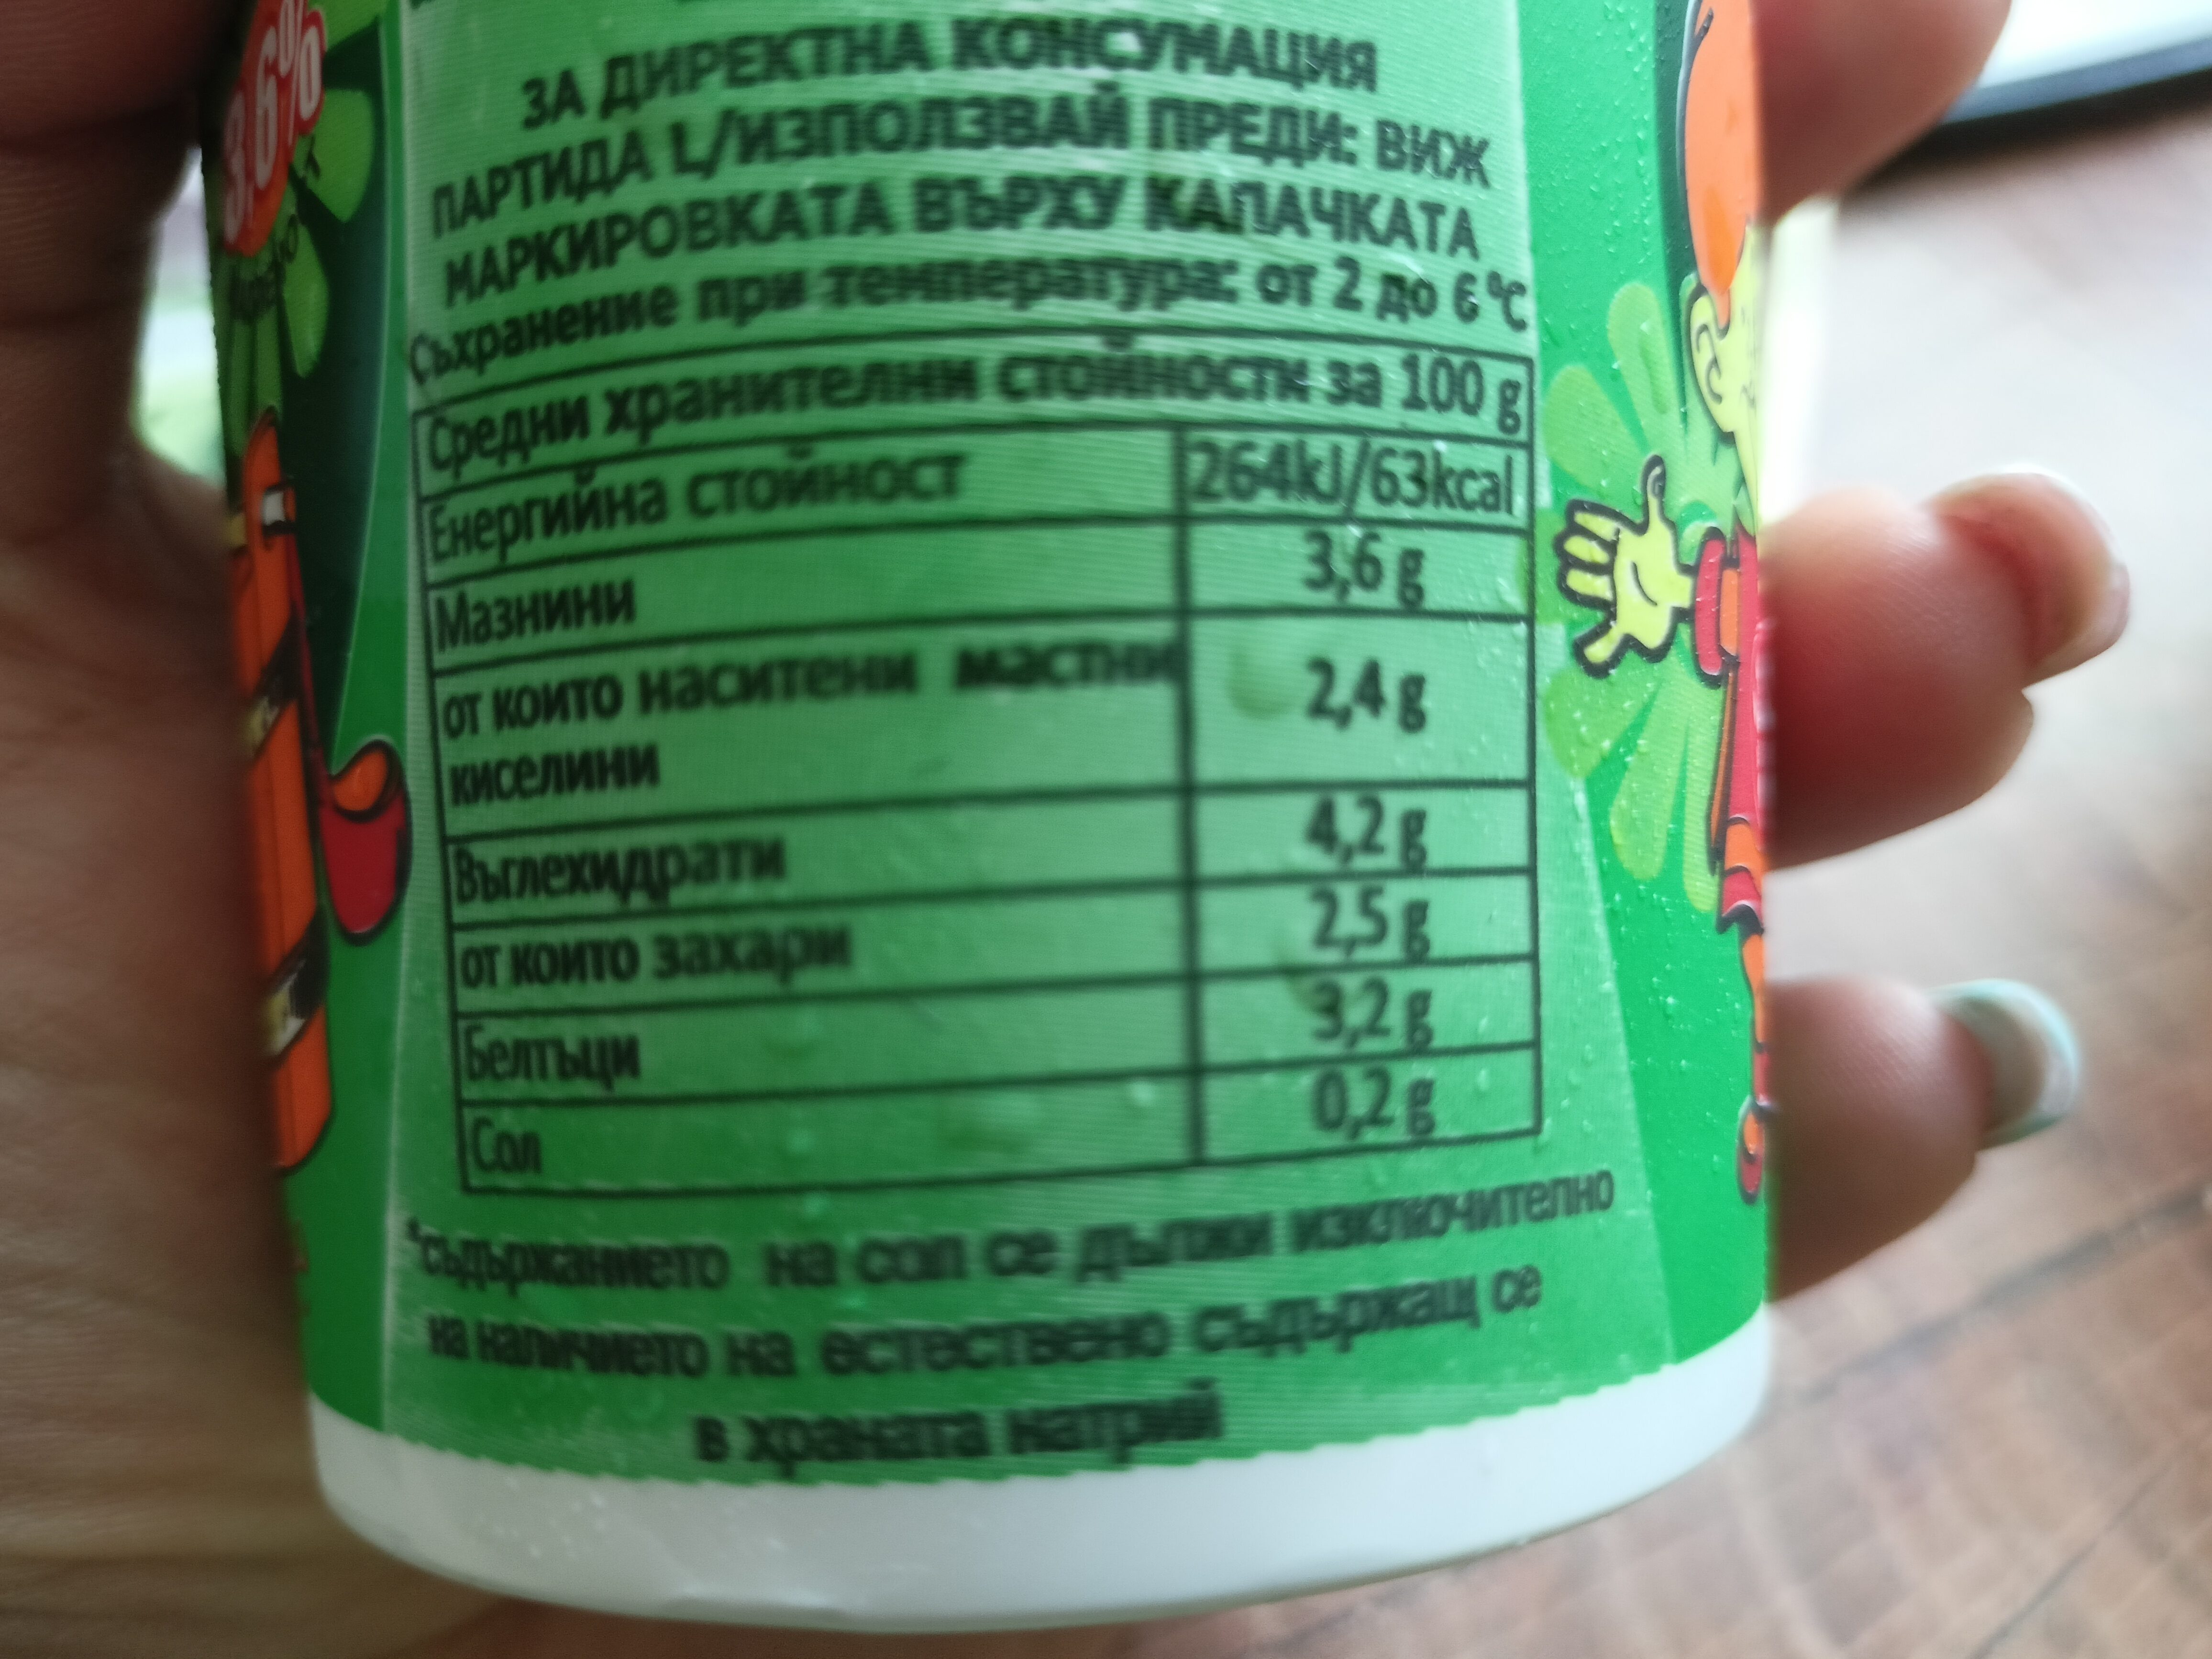 3,6%
ЗА ДИРЕКТНА КОНСУМАЦИЯ
ПАРТИДА L/ИЗПОЛЗВАЙ ПРЕДИ: ВИЖ
МАРКИРОВКАТА ВЪРХУ КАПАЧКАТА
Съхранение при температура: от 2 до 6 °C
Средни хранителни стойности за 100 g
Енергийна стойност 264kJ/63kcal
Мазнини 3,6 g
от които наситени мастни
киселини 2,4 g
Въглехидрати 4,2 g
от които захари 2,5 g
Белтъци 3,2 g
Сол 0,2 g
*съдържанието на сол се дължи изключително
на наличието на естествено съдържащ се
в храната натрий